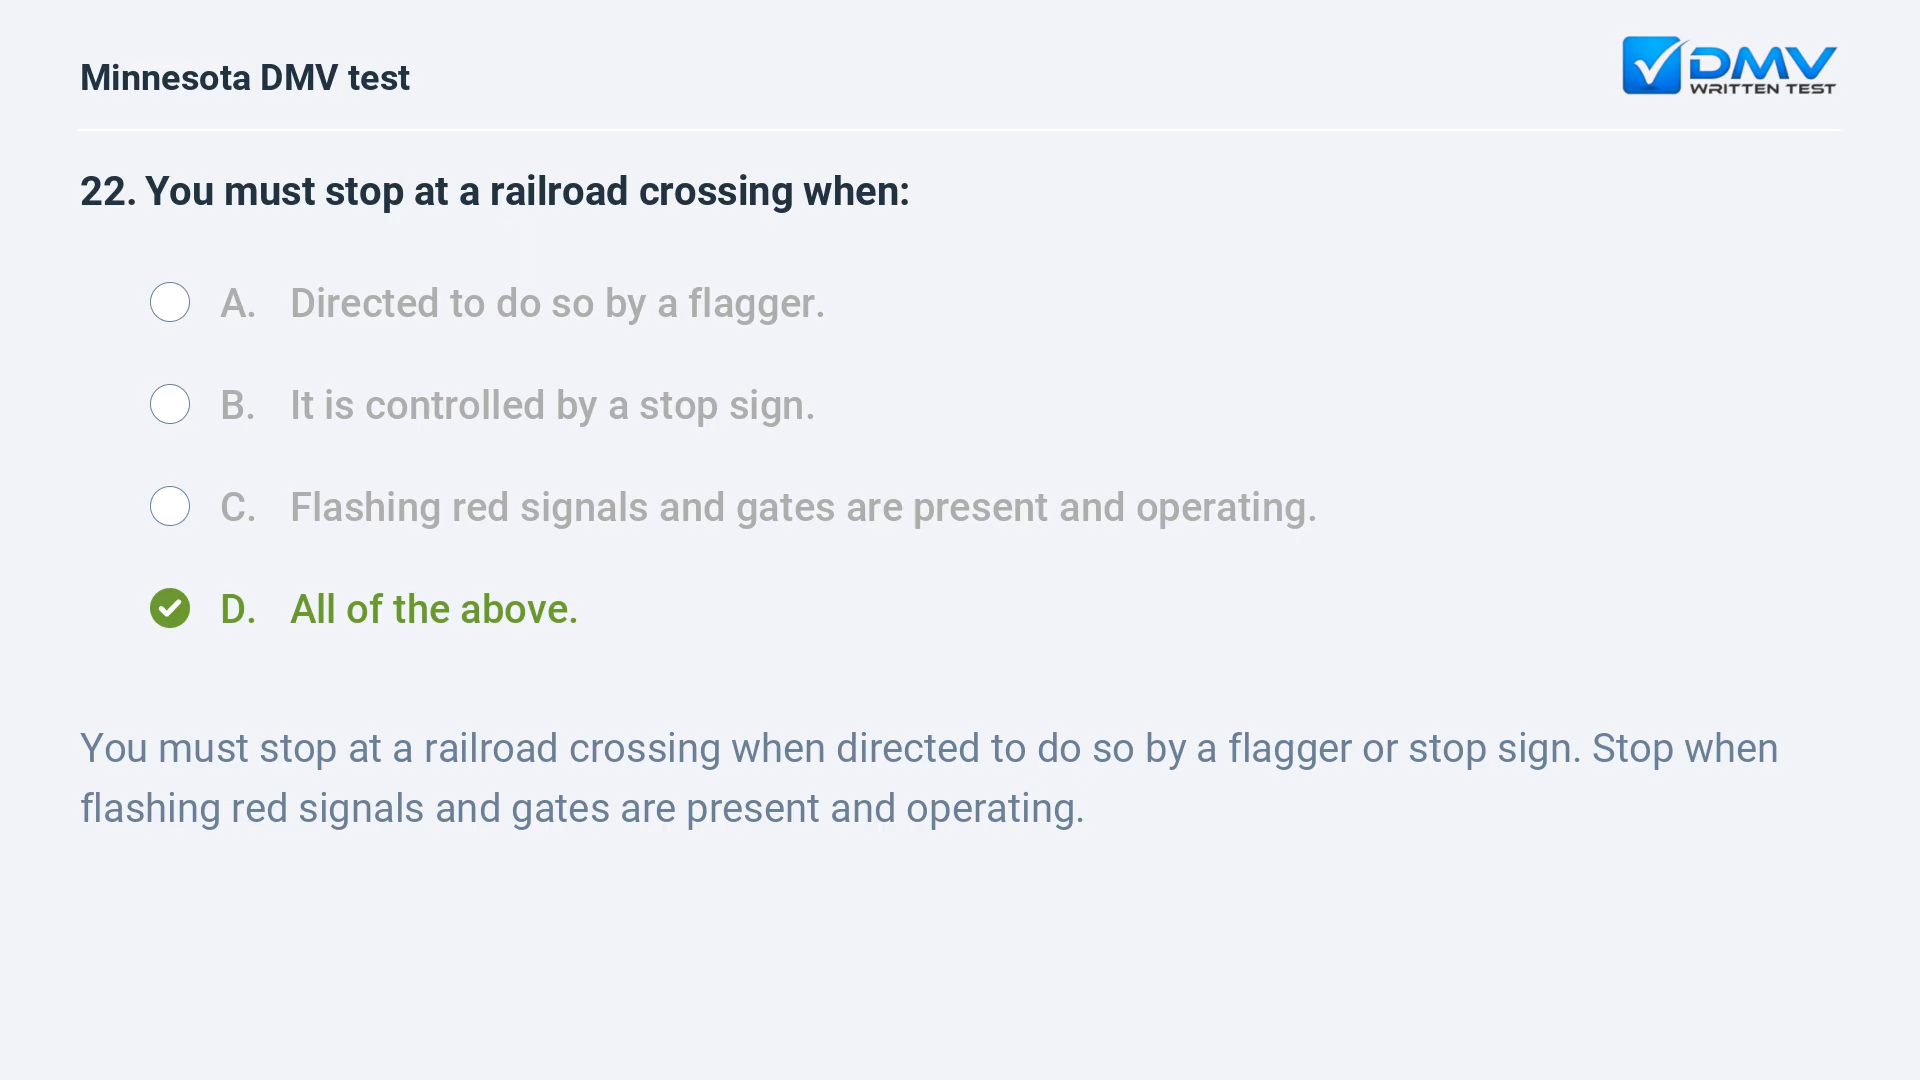 Minnesota DMV test
DMV
WRITTEN TEST
22. You must stop at a railroad crossing when:
A. Directed to do so by a flagger.
B. It is controlled by a stop sign.
C. Flashing red signals and gates are present and operating.
D. All of the above.
You must stop at a railroad crossing when directed to do so by a flagger or stop sign. Stop when
flashing red signals and gates are present and operating.